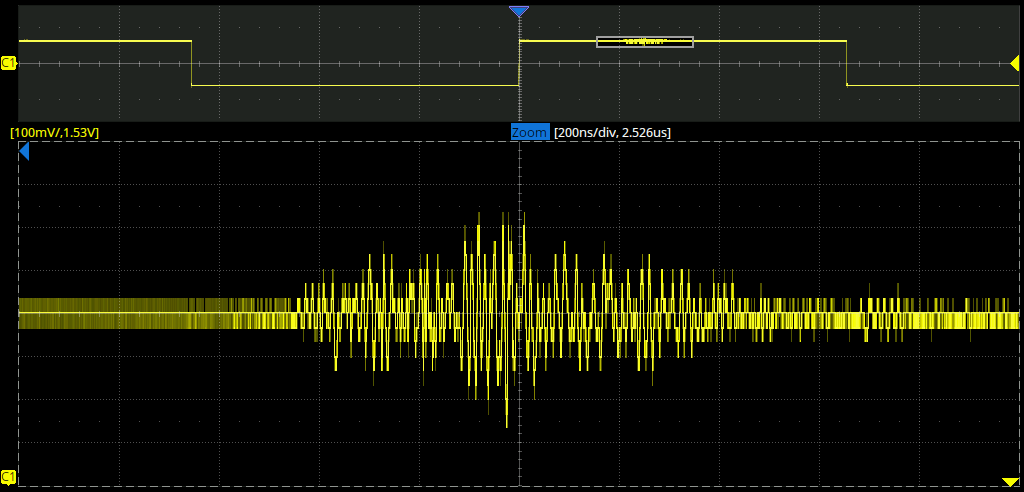 C1
[100mV/,1.53V]
Zoom [200ns/div, 2.526us]
C1